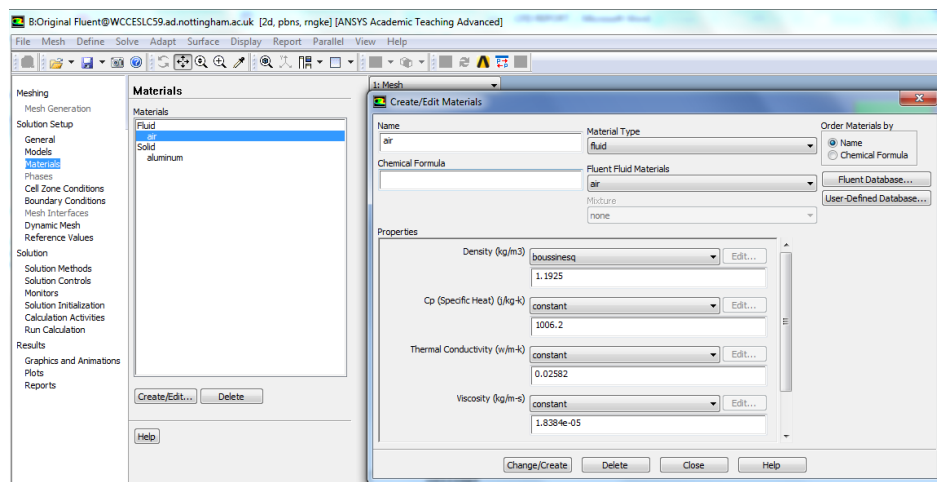 B:Original Fluent@WCCESLC59.ad.nottingham.ac.uk [2d, pbns, rngke] [ANSYS Academic Teaching Advanced]
File Mesh Define Solve Adapt Surface Display Report Parallel View Help
Meshing
Mesh Generation
Solution Setup
General
Models
Materials
Phases
Cell Zone Conditions
Boundary Conditions
Mesh Interfaces
Dynamic Mesh
Reference Values
Solution
Solution Methods
Solution Controls
Monitors
Solution Initialization
Calculation Activities
Run Calculation
Results
Graphics and Animations
Plots
Reports
Materials
Materials
Fluid
air
Solid
aluminum
Create/Edit... Delete
Help
1: Mesh
Create/Edit Materials
Name
air
Chemical Formula
Material Type
fluid
Fluent Fluid Materials
air
Mixture
none
Order Materials by
Name
Chemical Formula
Fluent Database...
User-Defined Database...
Properties
Density (kg/m3) boussinesq Edit...
1.1925
Cp (Specific Heat) (j/kg-k) constant Edit...
1006.2
Thermal Conductivity (w/m-k) constant Edit...
0.02582
Viscosity (kg/m-s) constant Edit...
1.8384e-05
Change/Create Delete Close Help